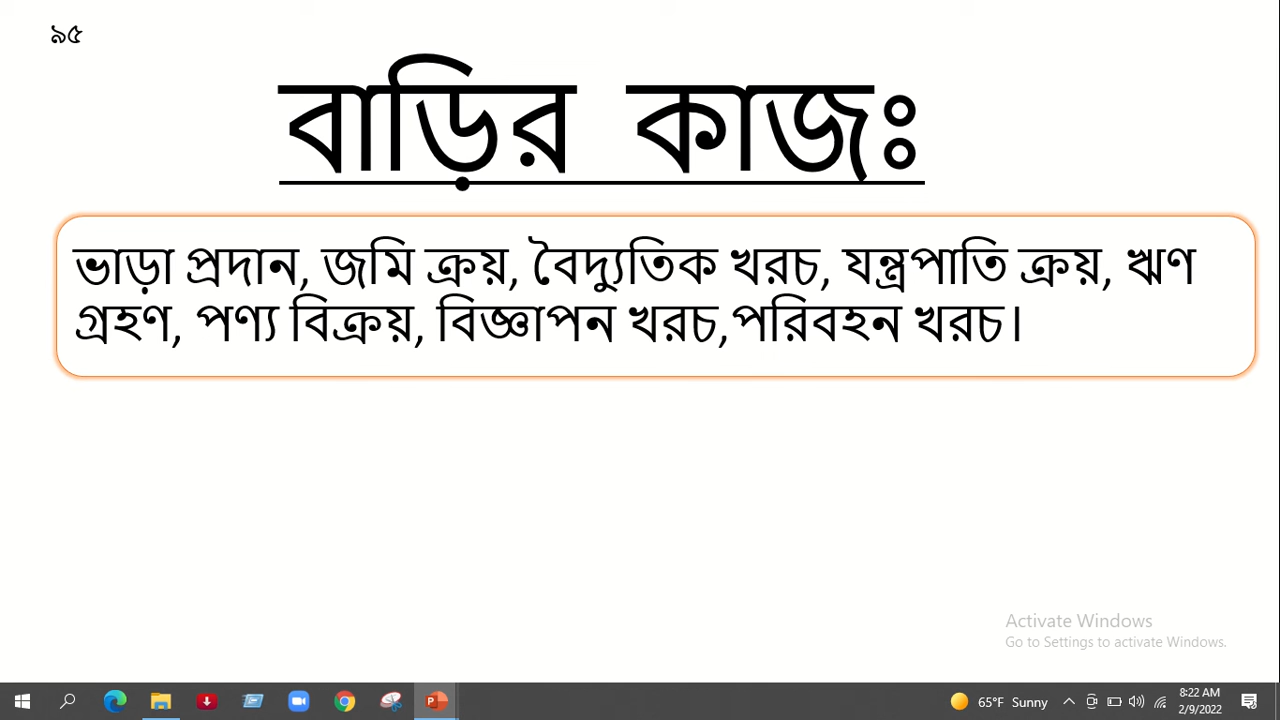 ৯৫
বাড়ির কাজঃ
ভাড়া প্রদান, জমি ক্রয়, বৈদ্যুতিক খরচ, যন্ত্রপাতি ক্রয়, ঋণ
গ্রহণ, পণ্য বিক্রয়, বিজ্ঞাপন খরচ,পরিবহন খরচ।
Activate Windows
Go to Settings to activate Windows.
65°F Sunny
8:22 AM
2/9/2022